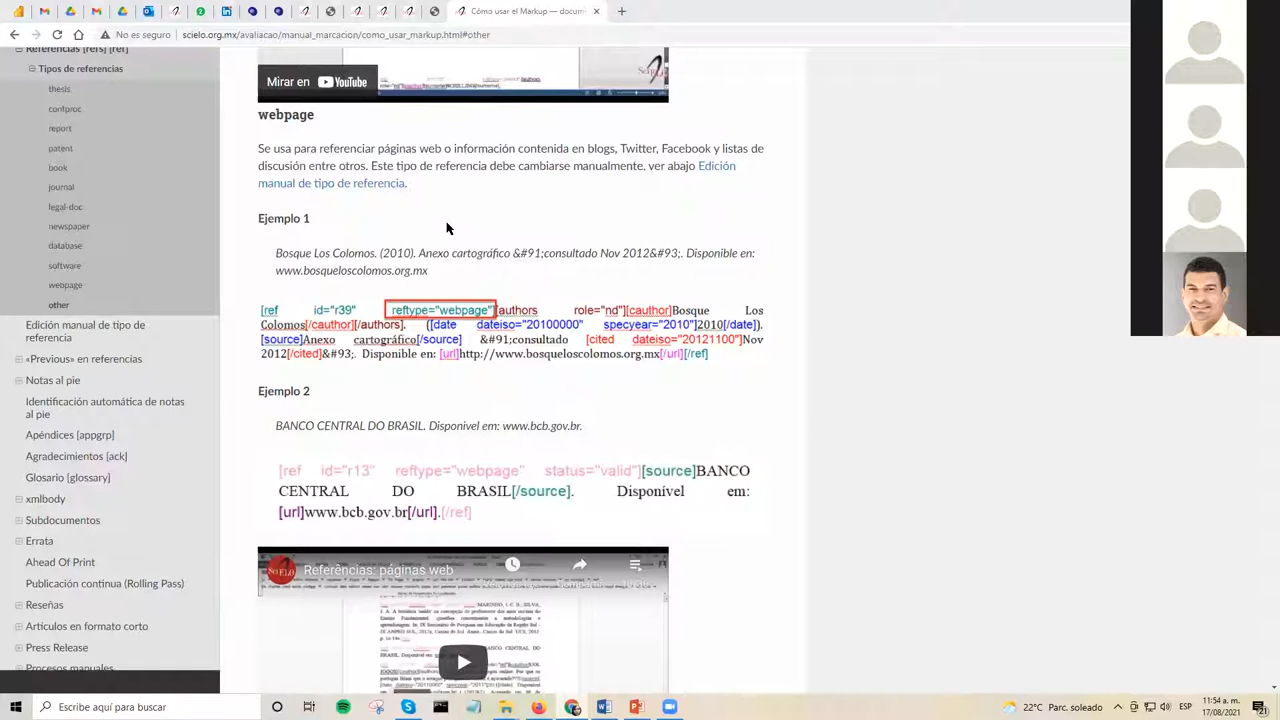 Cómo usar el Markup — docum
No es seguro
scielo.org.mx/avaliacao/manual_marcacion/como_usar_markup.html#other
Referencias [refs] [ref]
Tipos de referencias
thesis
confproc
report
patent
book
journal
legal-doc
newspaper
database
software
webpage
other
Edición manual de tipo de
referencia
«Previous» en referencias
Notas al pie
Identificación automática de notas
al pie
Apéndices [appgrp]
Agradecimientos [ack]
Glosario [glossary]
xmlbody
Subdocumentos
Errata
Ahead Of Print
Publicación continua (Rolling Pass)
Reseñas
Artículos en formato corto
Press Release
Procesos manuales
Mirar en YouTube
webpage
Se usa para referenciar páginas web o información contenida en blogs, Twitter, Facebook y listas de
discusión entre otros. Este tipo de referencia debe cambiarse manualmente, ver abajo Edición
manual de tipo de referencia.
Ejemplo 1
Bosque Los Colomos. (2010). Anexo cartográfico &#91;consultado Nov 2012&#93;. Disponible en:
www.bosqueloscolomos.org.mx
[ref id="r39" reftype="webpage"][authors role="nd"][cauthor]Bosque Los
Colomos[/cauthor][/authors]. ([date dateiso="20100000" specyear="2010"]2010[/date]).
[source]Anexo cartográfico[/source] &#91;consultado [cited dateiso="20121100"]Nov
2012[/cited]&#93;. Disponible en: [url]http://www.bosqueloscolomos.org.mx[/url][/ref]
Ejemplo 2
BANCO CENTRAL DO BRASIL. Disponivel em: www.bcb.gov.br.
[ref id="r13" reftype="webpage" status="valid"][source]BANCO
CENTRAL DO BRASIL[/source]. Disponível em:
[url]www.bcb.gov.br[/url].[/ref]
SciELO
Referencias: páginas web
Escribe aquí para buscar
22°C Parc. soleado
ESP
11:54 a. m.
17/08/2021
21